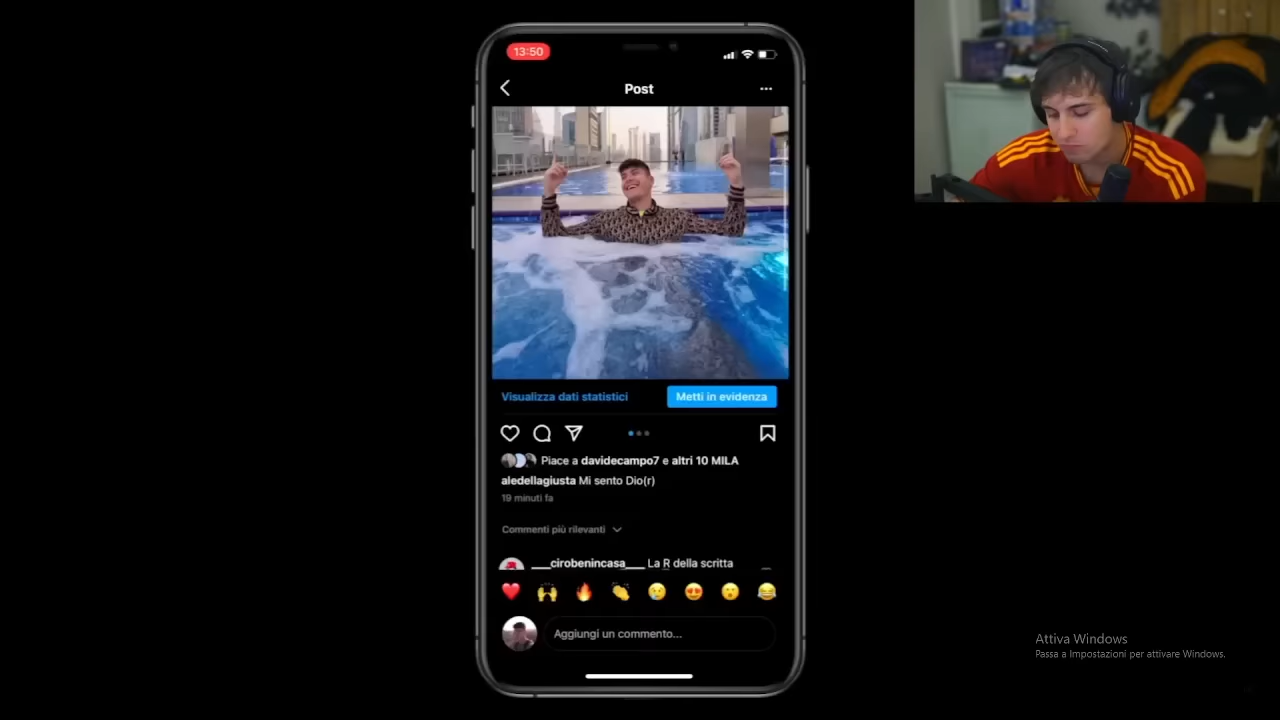 13:50
Post
Visualizza dati statistici
Metti in evidenza
Piace a davidecampo7 e altri 10 MILA
aledellagiusta Mi sento Dio(r)
19 minuti fa
Commenti più rilevanti
___cirobenincasa___ La R della scritta
Aggiungi un commento...
Attiva Windows
Passa a Impostazioni per attivare Windows.